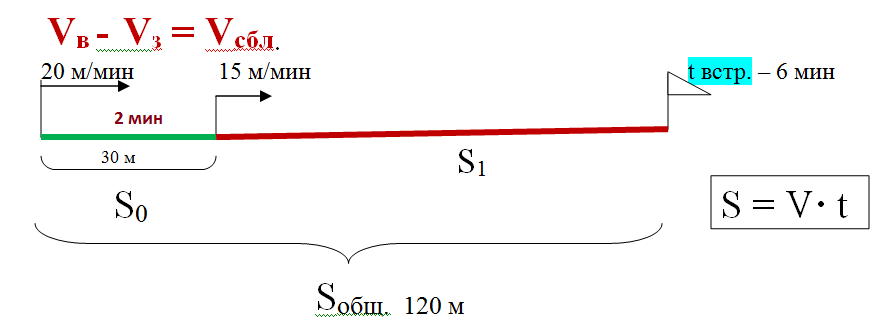 Vв - Vз = Vсбл.
20 м/мин 15 м/мин t встр. – 6 мин
2 мин
30 м
S1
S0
S = V · t
Sобщ. 120 м